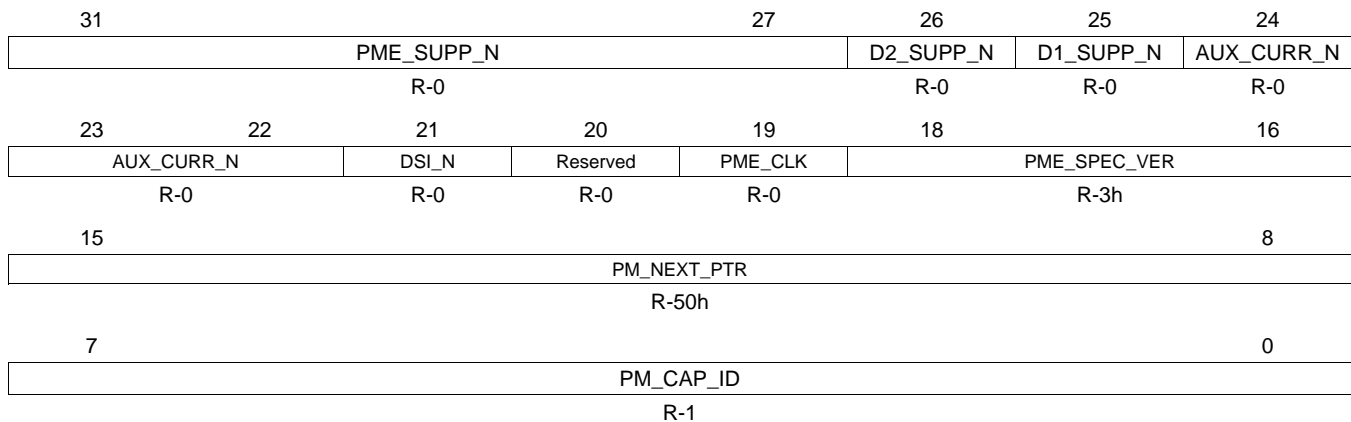 31 27 26 25 24
PME_SUPP_N D2_SUPP_N D1_SUPP_N AUX_CURR_N
R-0 R-0 R-0 R-0
23 22 21 20 19 18 16
AUX_CURR_N DSI_N Reserved PME_CLK PME_SPEC_VER
R-0 R-0 R-0 R-0 R-3h
15 8
PM_NEXT_PTR
R-50h
7 0
PM_CAP_ID
R-1